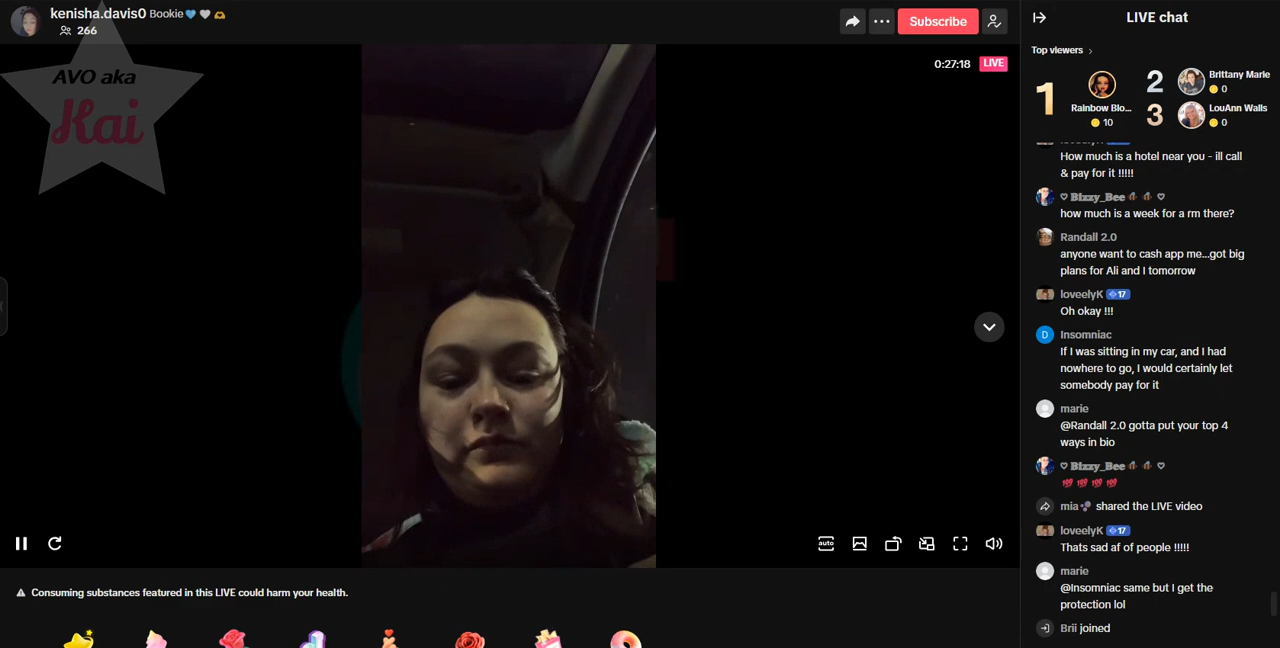 kenisha.davis0 Bookie💙🤍🫶
266
Subscribe
AVO aka
Kai
0:27:18 LIVE
auto
⚠ Consuming substances featured in this LIVE could harm your health.
LIVE chat
Top viewers >
1
Rainbow Blo...
10
2
Brittany Marie
0
3
LouAnn Walls
0
How much is a hotel near you - ill call
& pay for it !!!!!
♡ Bizzy_Bee 🐝 🐝 ♡
how much is a week for a rm there?
Randall 2.0
anyone want to cash app me...got big
plans for Ali and I tomorrow
loveelyK 17
Oh okay !!!
D Insomniac
If I was sitting in my car, and I had
nowhere to go, I would certainly let
somebody pay for it
marie
@Randall 2.0 gotta put your top 4
ways in bio
♡ Bizzy_Bee 🐝 🐝 ♡
💯 💯 💯 💯
mia shared the LIVE video
loveelyK 17
Thats sad af of people !!!!!
marie
@Insomniac same but I get the
protection lol
Brii joined